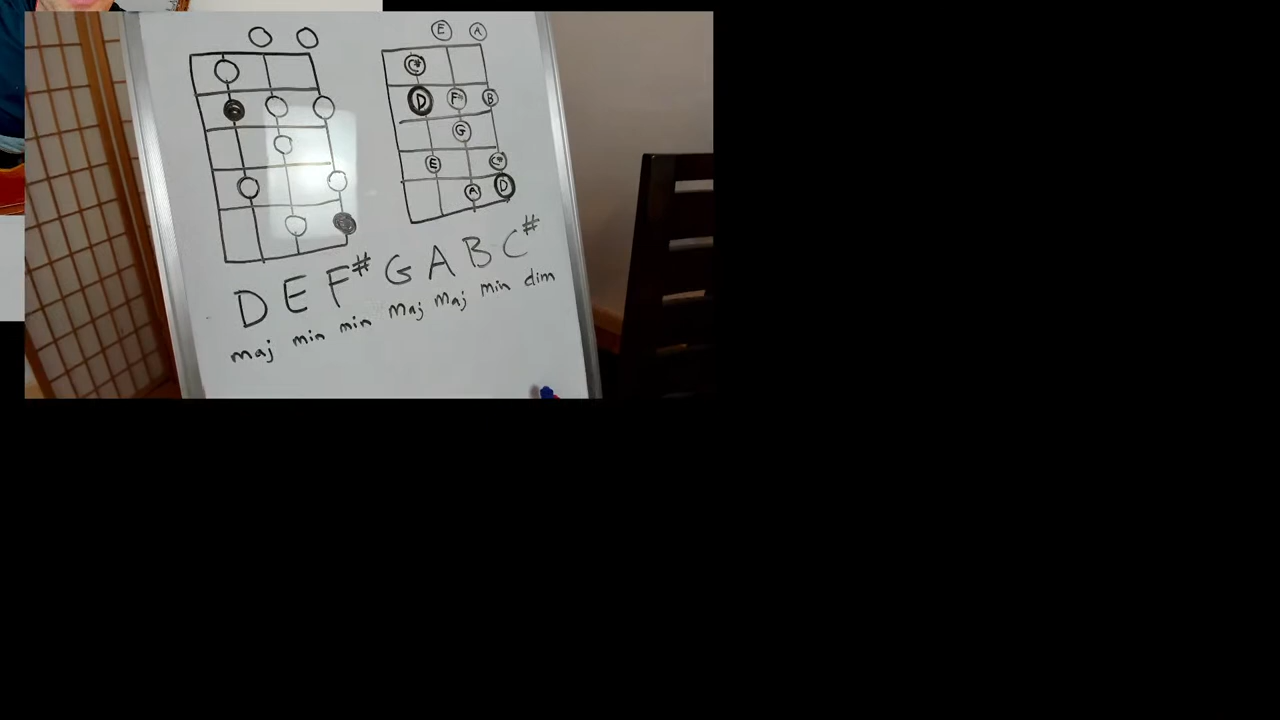 E A
C#
D F# B
G
E C#
A D
D E F# G A B C#
maj min min Maj Maj min dim